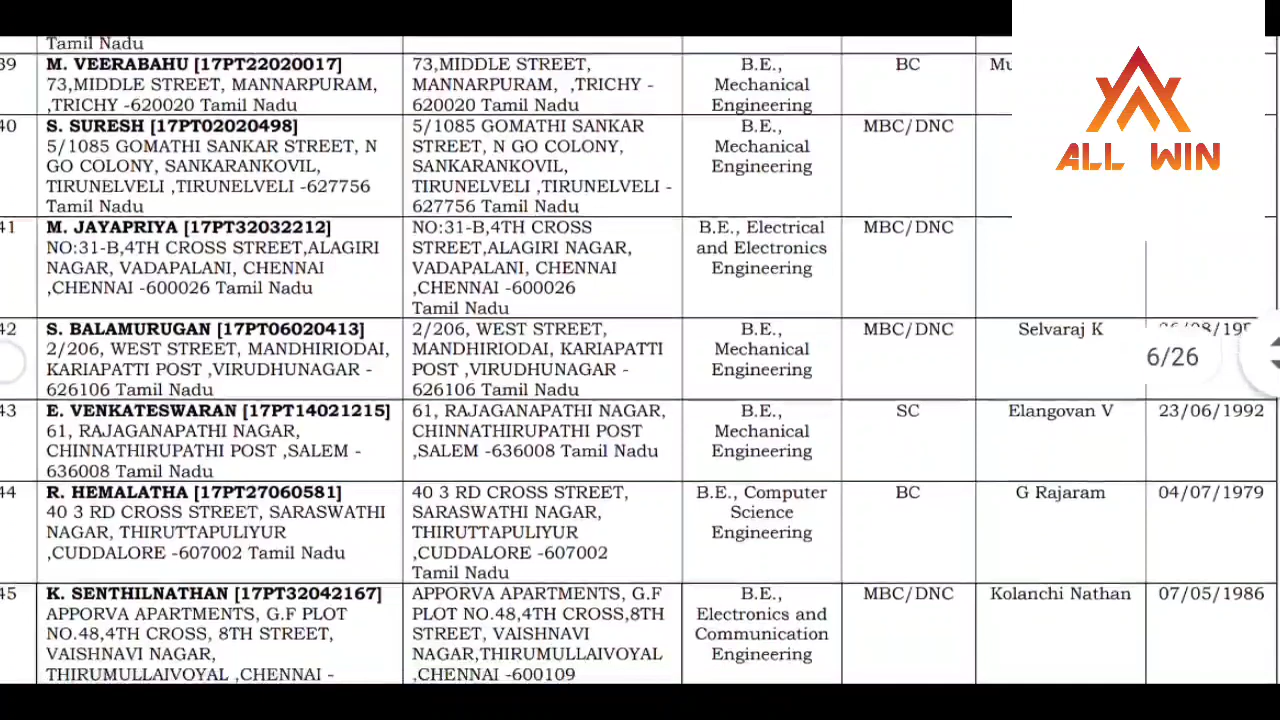 Tamil Nadu
39
M. VEERABAHU [17PT22020017]
73,MIDDLE STREET, MANNARPURAM,
,TRICHY -620020 Tamil Nadu
73,MIDDLE STREET,
MANNARPURAM, ,TRICHY -
620020 Tamil Nadu
B.E.,
Mechanical
Engineering
BC
40
S. SURESH [17PT02020498]
5/1085 GOMATHI SANKAR STREET, N
GO COLONY, SANKARANKOVIL,
TIRUNELVELI ,TIRUNELVELI -627756
Tamil Nadu
5/1085 GOMATHI SANKAR
STREET, N GO COLONY,
SANKARANKOVIL,
TIRUNELVELI ,TIRUNELVELI -
627756 Tamil Nadu
B.E.,
Mechanical
Engineering
MBC/DNC
ALL WIN
41
M. JAYAPRIYA [17PT32032212]
NO:31-B,4TH CROSS STREET,ALAGIRI
NAGAR, VADAPALANI, CHENNAI
,CHENNAI -600026 Tamil Nadu
NO:31-B,4TH CROSS
STREET,ALAGIRI NAGAR,
VADAPALANI, CHENNAI
,CHENNAI -600026
Tamil Nadu
B.E., Electrical
and Electronics
Engineering
MBC/DNC
42
S. BALAMURUGAN [17PT06020413]
2/206, WEST STREET, MANDHIRIODAI,
KARIAPATTI POST ,VIRUDHUNAGAR -
626106 Tamil Nadu
2/206, WEST STREET,
MANDHIRIODAI, KARIAPATTI
POST ,VIRUDHUNAGAR -
626106 Tamil Nadu
B.E.,
Mechanical
Engineering
MBC/DNC
Selvaraj K
6/26
43
E. VENKATESWARAN [17PT14021215]
61, RAJAGANAPATHI NAGAR,
CHINNATHIRUPATHI POST ,SALEM -
636008 Tamil Nadu
61, RAJAGANAPATHI NAGAR,
CHINNATHIRUPATHI POST
,SALEM -636008 Tamil Nadu
B.E.,
Mechanical
Engineering
SC
Elangovan V
23/06/1992
44
R. HEMALATHA [17PT27060581]
40 3 RD CROSS STREET, SARASWATHI
NAGAR, THIRUTTAPULIYUR
,CUDDALORE -607002 Tamil Nadu
40 3 RD CROSS STREET,
SARASWATHI NAGAR,
THIRUTTAPULIYUR
,CUDDALORE -607002
Tamil Nadu
B.E., Computer
Science
Engineering
BC
G Rajaram
04/07/1979
45
K. SENTHILNATHAN [17PT32042167]
APPORVA APARTMENTS, G.F PLOT
NO.48,4TH CROSS, 8TH STREET,
VAISHNAVI NAGAR,
THIRUMULLAIVOYAL ,CHENNAI -
APPORVA APARTMENTS, G.F
PLOT NO.48,4TH CROSS,8TH
STREET, VAISHNAVI
NAGAR,THIRUMULLAIVOYAL
,CHENNAI -600109
B.E.,
Electronics and
Communication
Engineering
MBC/DNC
Kolanchi Nathan
07/05/1986